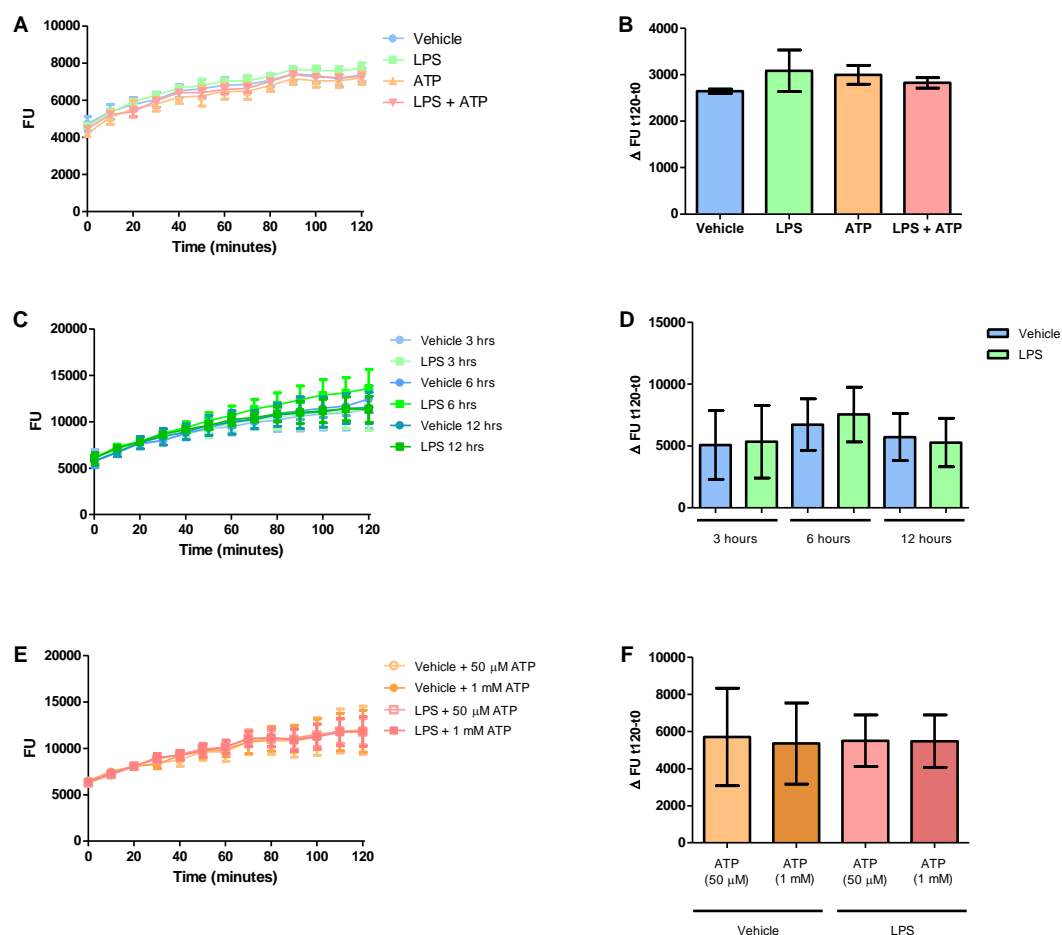 A
10000
8000
6000
4000
2000
0
FU
0 20 40 60 80 100 120
Time (minutes)
Vehicle
LPS
ATP
LPS + ATP
B
4000
3000
2000
1000
0
Δ FU t120-t0
Vehicle LPS ATP LPS + ATP
C
20000
15000
10000
5000
0
FU
0 20 40 60 80 100 120
Time (minutes)
Vehicle 3 hrs
LPS 3 hrs
Vehicle 6 hrs
LPS 6 hrs
Vehicle 12 hrs
LPS 12 hrs
D
15000
10000
5000
0
Δ FU t120-t0
3 hours 6 hours 12 hours
Vehicle
LPS
E
20000
15000
10000
5000
0
FU
0 20 40 60 80 100 120
Time (minutes)
Vehicle + 50 μM ATP
Vehicle + 1 mM ATP
LPS + 50 μM ATP
LPS + 1 mM ATP
F
10000
8000
6000
4000
2000
0
Δ FU t120-t0
ATP ATP ATP ATP
(50 μM) (1 mM) (50 μM) (1 mM)
Vehicle LPS